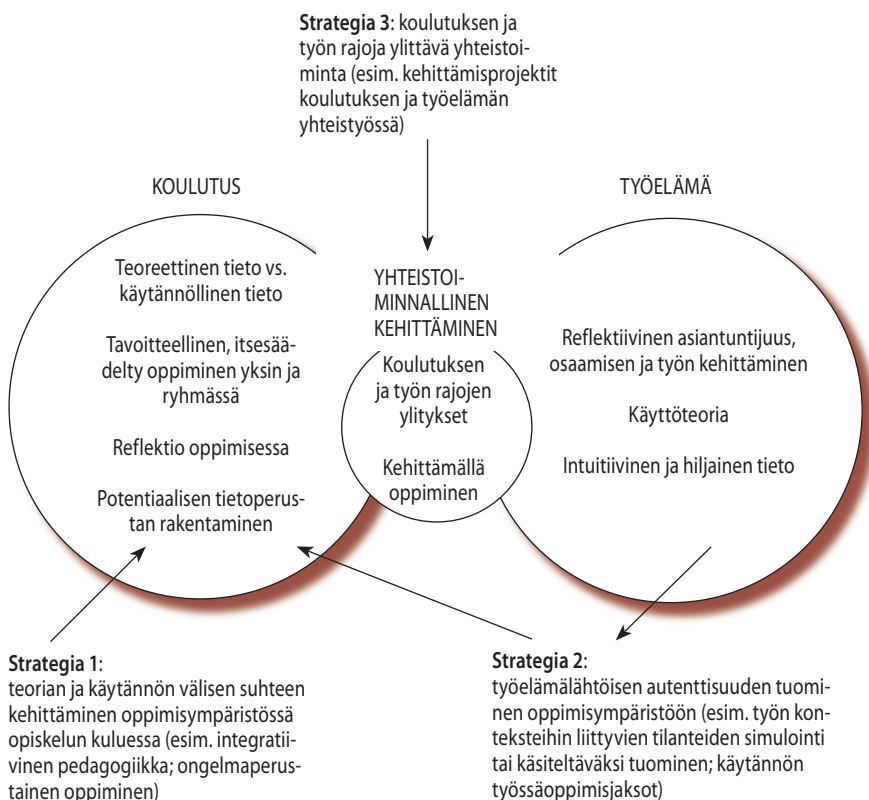 Strategia 3: koulutuksen ja
työn rajoja ylittävä yhteistoi-
minta (esim. kehittämisprojektit
koulutuksen ja työelämän
yhteistyössä)
KOULUTUS
TYÖELÄMÄ
Teoreettinen tieto vs.
käytännöllinen tieto
Tavoitteellinen, itsesää-
delty oppiminen yksin ja
ryhmässä
Reflektio oppimisessa
Potentiaalisen tietoperus-
tan rakentaminen
YHTEISTOI-
MINNALLINEN
KEHITTÄMINEN
Koulutuksen
ja työn rajojen
ylitykset
Kehittämällä
oppiminen
Reflektiivinen asiantuntijuus,
osaamisen ja työn kehittäminen
Käyttöteoria
Intuitiivinen ja hiljainen tieto
Strategia 1:
teorian ja käytännön välisen suhteen
kehittäminen oppimisympäristössä
opiskelun kuluessa (esim. integratii-
vinen pedagogiikka; ongelmaperus-
tainen oppiminen)
Strategia 2:
työelämälähtöisen autenttisuuden tuomi-
nen oppimisympäristöön (esim. työn kon-
teksteihin liittyvien tilanteiden simulointi
tai käsiteltäväksi tuominen; käytännön
työssäoppimisjaksot)